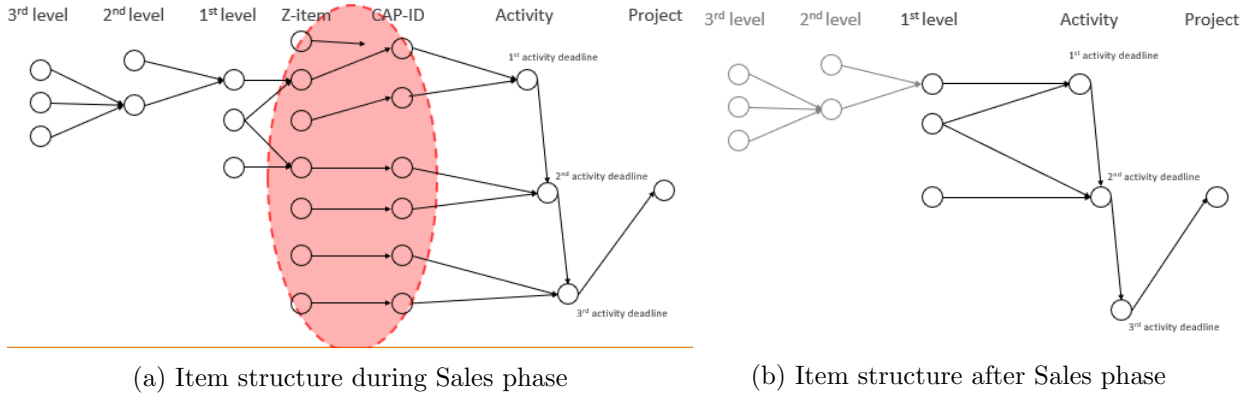 3rd level 2nd level 1st level Z-item CAP-ID Activity Project
1st activity deadline
2nd activity deadline
3rd activity deadline
(a) Item structure during Sales phase
3rd level 2nd level 1st level Activity Project
1st activity deadline
2nd activity deadline
3rd activity deadline
(b) Item structure after Sales phase